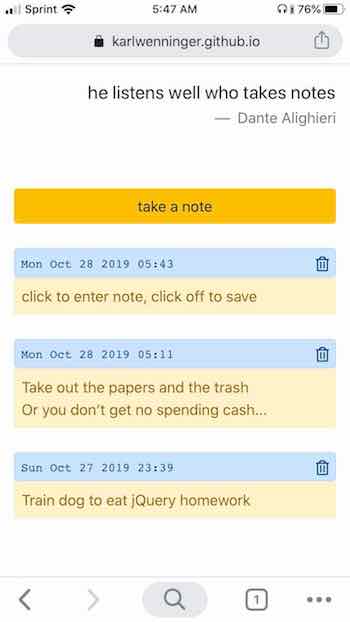 Sprint 5:47 AM 76%
karlwenninger.github.io
he listens well who takes notes
— Dante Alighieri
take a note
Mon Oct 28 2019 05:43
click to enter note, click off to save
Mon Oct 28 2019 05:11
Take out the papers and the trash
Or you don't get no spending cash...
Sun Oct 27 2019 23:39
Train dog to eat jQuery homework
1